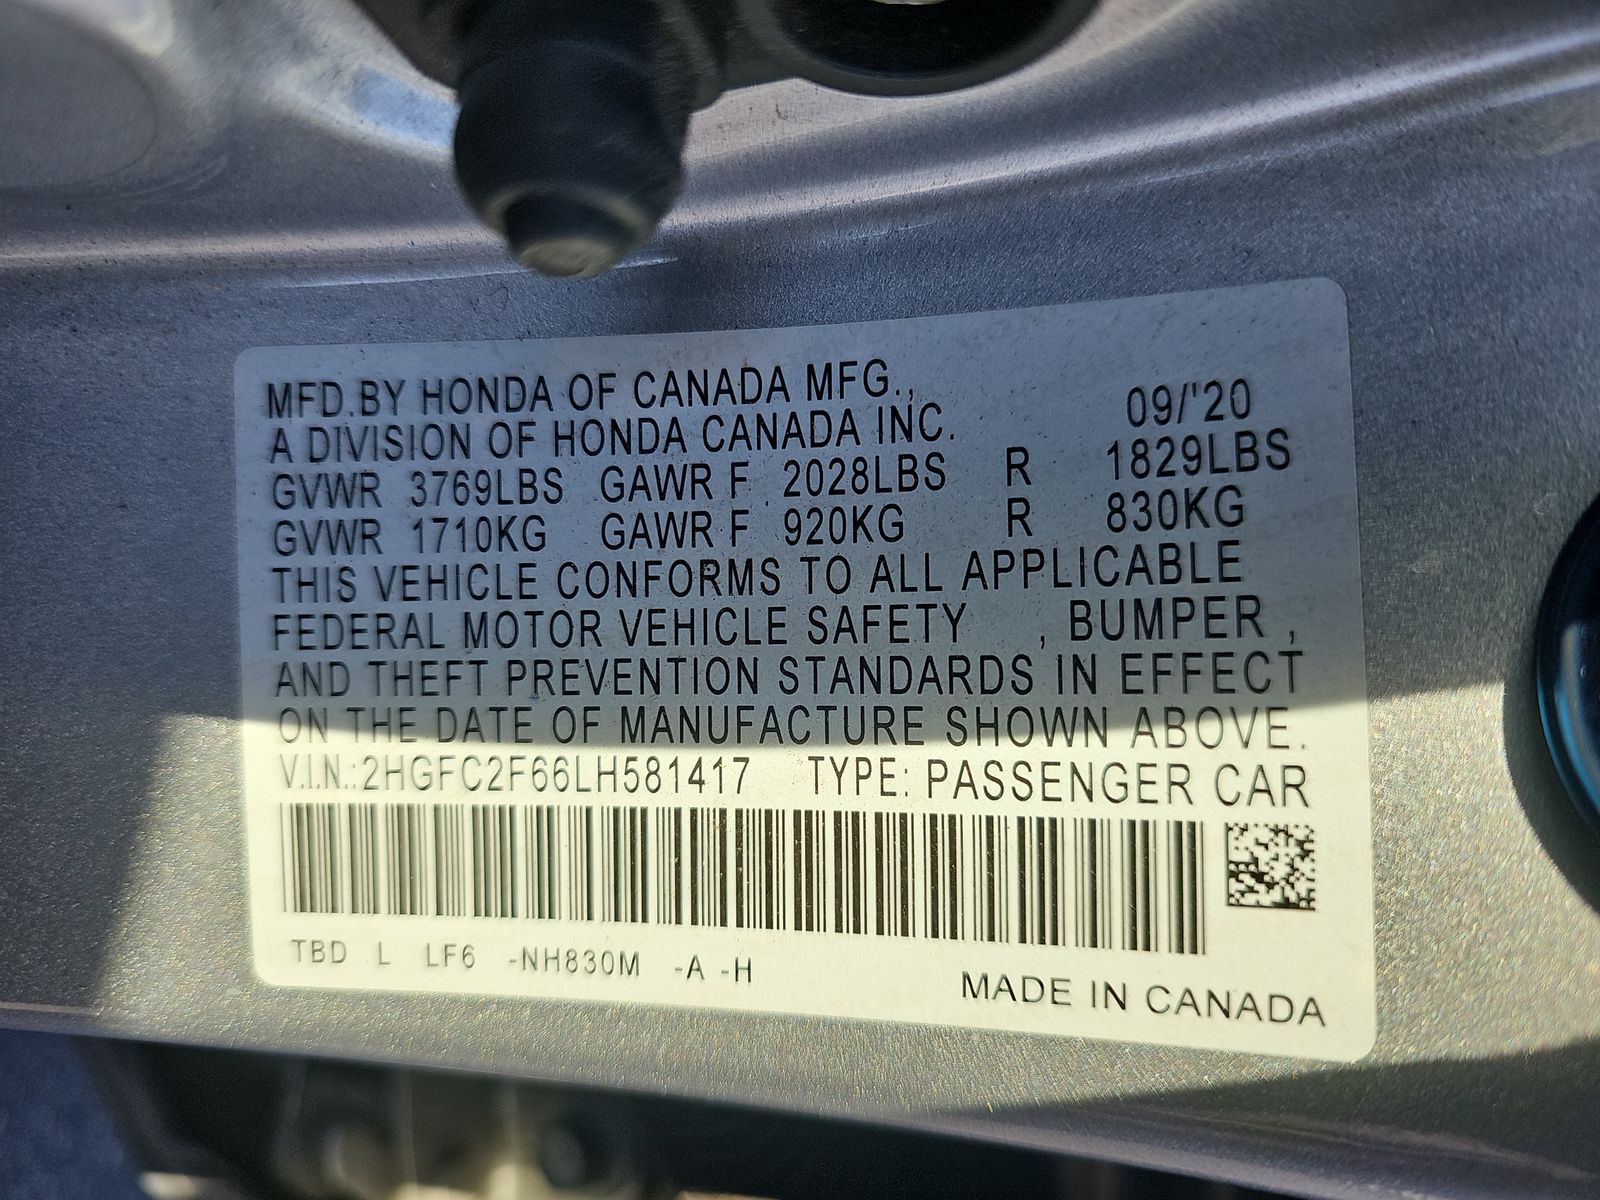 MFD.BY HONDA OF CANADA MFG.,
A DIVISION OF HONDA CANADA INC. 09/'20
GVWR 3769LBS GAWR F 2028LBS R 1829LBS
GVWR 1710KG GAWR F 920KG R 830KG
THIS VEHICLE CONFORMS TO ALL APPLICABLE
FEDERAL MOTOR VEHICLE SAFETY , BUMPER ,
AND THEFT PREVENTION STANDARDS IN EFFECT
ON THE DATE OF MANUFACTURE SHOWN ABOVE.
V.I.N.:2HGFC2F66LH581417 TYPE: PASSENGER CAR
TBD L LF6 -NH830M -A -H
MADE IN CANADA